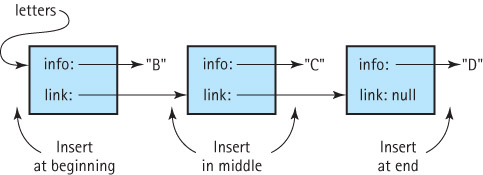 letters
info:
"B"
info:
"C"
info:
"D"
link:
link:
link: null
Insert
at beginning
Insert
in middle
Insert
at end